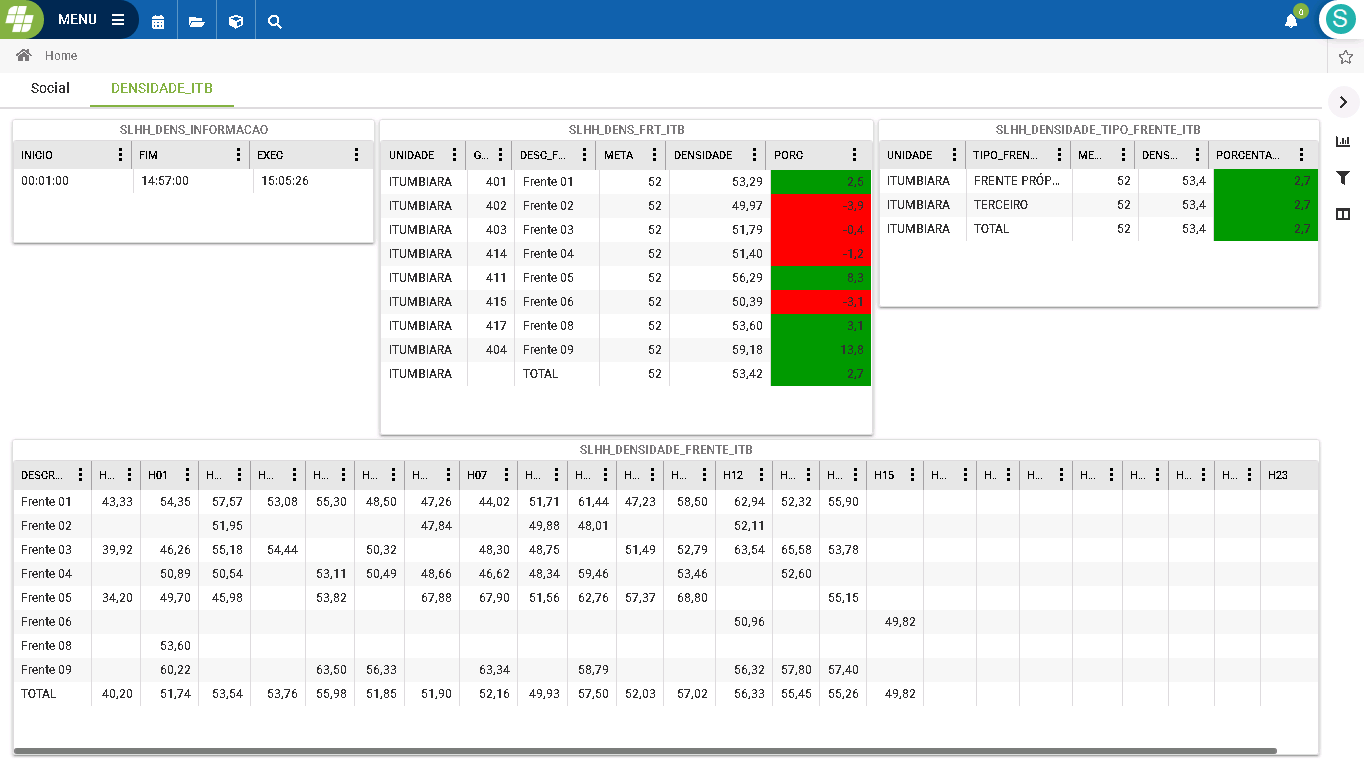 MENU
0
S
Home
Social DENSIDADE_ITB
SLHH_DENS_INFORMACAO
INICIO FIM EXEC
00:01:00 14:57:00 15:05:26
SLHH_DENS_FRT_ITB
UNIDADE G... DESC_F... META DENSIDADE PORC
ITUMBIARA 401 Frente 01 52 53,29 2,5
ITUMBIARA 402 Frente 02 52 49,97 -3,9
ITUMBIARA 403 Frente 03 52 51,79 -0,4
ITUMBIARA 414 Frente 04 52 51,40 -1,2
ITUMBIARA 411 Frente 05 52 56,29 8,3
ITUMBIARA 415 Frente 06 52 50,39 -3,1
ITUMBIARA 417 Frente 08 52 53,60 3,1
ITUMBIARA 404 Frente 09 52 59,18 13,8
ITUMBIARA TOTAL 52 53,42 2,7
SLHH_DENSIDADE_TIPO_FRENTE_ITB
UNIDADE TIPO_FREN... ME... DENS... PORCENTA...
ITUMBIARA FRENTE PRÓP... 52 53,4 2,7
ITUMBIARA TERCEIRO 52 53,4 2,7
ITUMBIARA TOTAL 52 53,4 2,7
SLHH_DENSIDADE_FRENTE_ITB
DESCR... H... H01 H... H... H... H... H... H07 H... H... H... H... H12 H... H... H15 H... H... H... H... H... H... H... H23
Frente 01 43,33 54,35 57,57 53,08 55,30 48,50 47,26 44,02 51,71 61,44 47,23 58,50 62,94 52,32 55,90
Frente 02 51,95 47,84 49,88 48,01 52,11
Frente 03 39,92 46,26 55,18 54,44 50,32 48,30 48,75 51,49 52,79 63,54 65,58 53,78
Frente 04 50,89 50,54 53,11 50,49 48,66 46,62 48,34 59,46 53,46 52,60
Frente 05 34,20 49,70 45,98 53,82 67,88 67,90 51,56 62,76 57,37 68,80 55,15
Frente 06 50,96 49,82
Frente 08 53,60
Frente 09 60,22 63,50 56,33 63,34 58,79 56,32 57,80 57,40
TOTAL 40,20 51,74 53,54 53,76 55,98 51,85 51,90 52,16 49,93 57,50 52,03 57,02 56,33 55,45 55,26 49,82